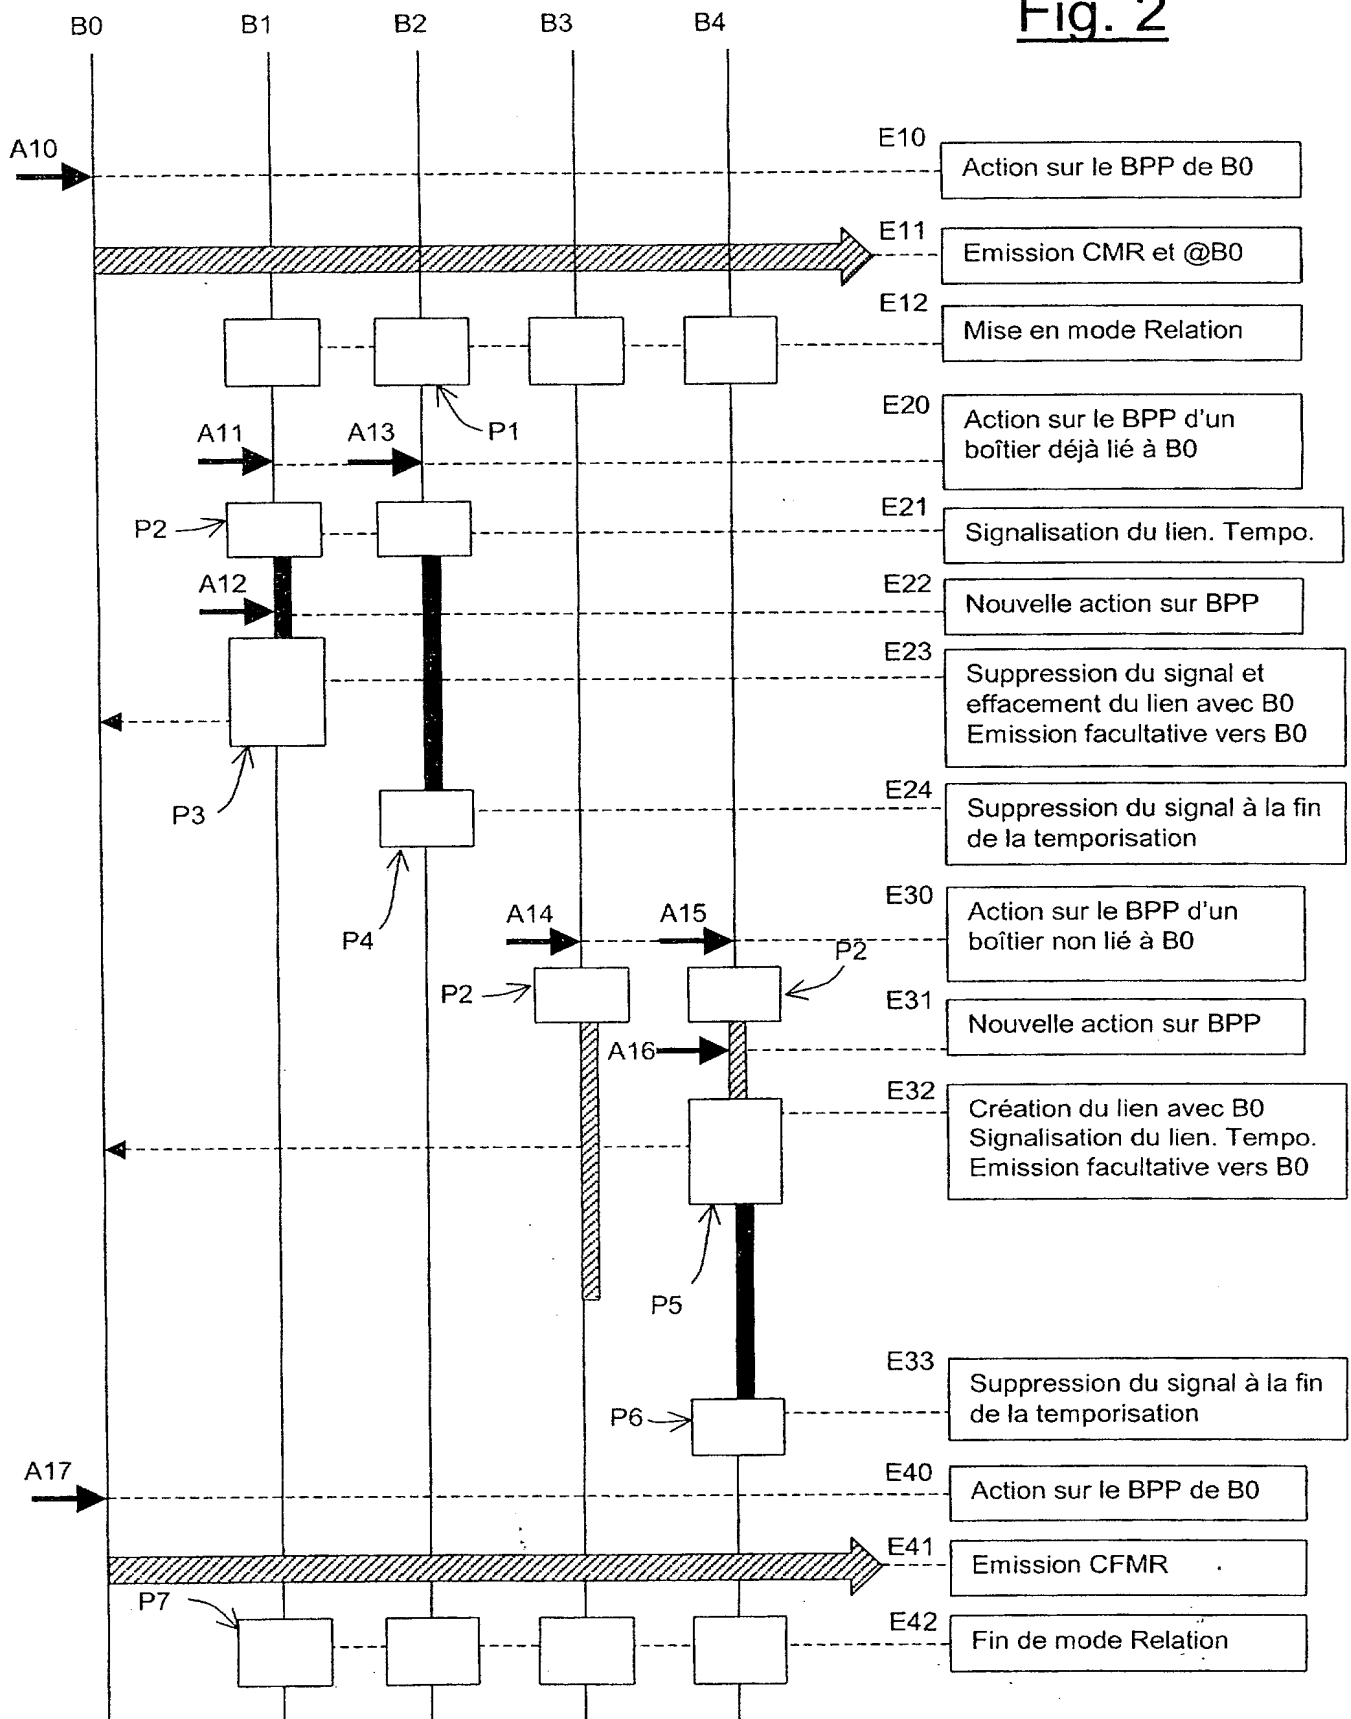 Fig. 2
B0 B1 B2 B3 B4
A10
E10
Action sur le BPP de B0
E11
Emission CMR et @B0
E12
Mise en mode Relation
P1
A11
A13
E20
Action sur le BPP d'un
boîtier déjà lié à B0
P2
E21
Signalisation du lien. Tempo.
A12
E22
Nouvelle action sur BPP
E23
Suppression du signal et
effacement du lien avec B0
Emission facultative vers B0
P3
E24
Suppression du signal à la fin
de la temporisation
P4
A14
A15
E30
Action sur le BPP d'un
boîtier non lié à B0
P2
P2
E31
Nouvelle action sur BPP
A16
E32
Création du lien avec B0
Signalisation du lien. Tempo.
Emission facultative vers B0
P5
E33
Suppression du signal à la fin
de la temporisation
P6
A17
E40
Action sur le BPP de B0
E41
Emission CFMR
P7
E42
Fin de mode Relation